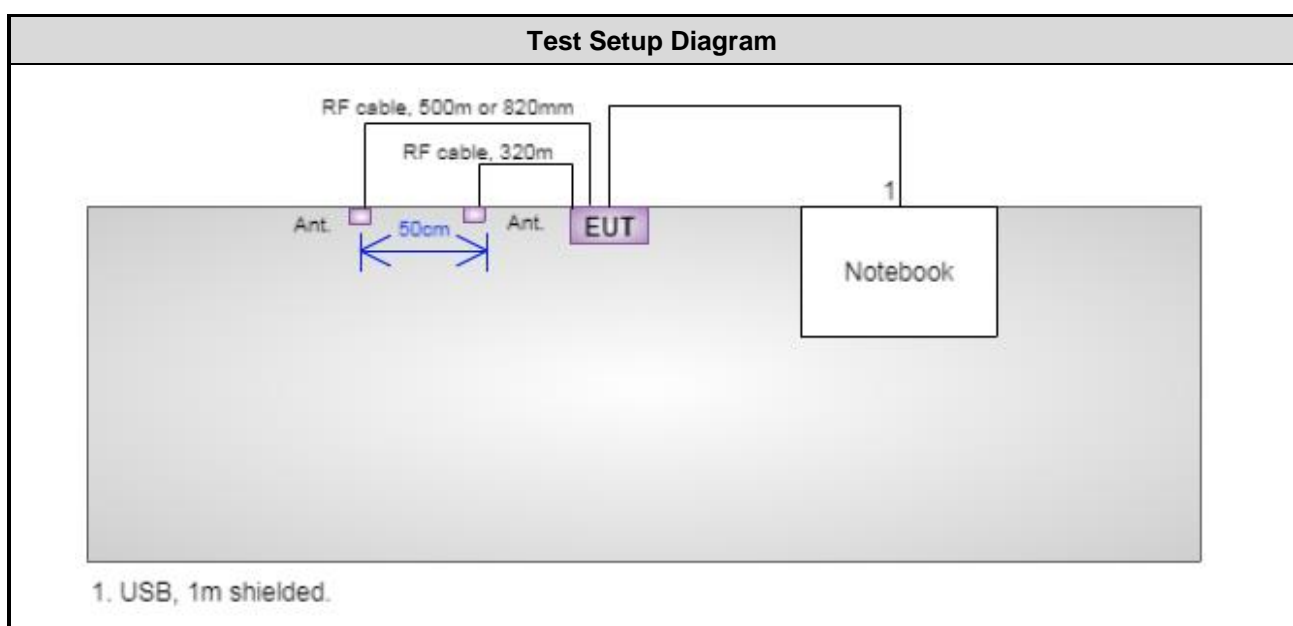 Test Setup Diagram
RF cable, 500m or 820mm
RF cable, 320m
1
Ant.
50cm
Ant.
EUT
Notebook
1. USB, 1m shielded.